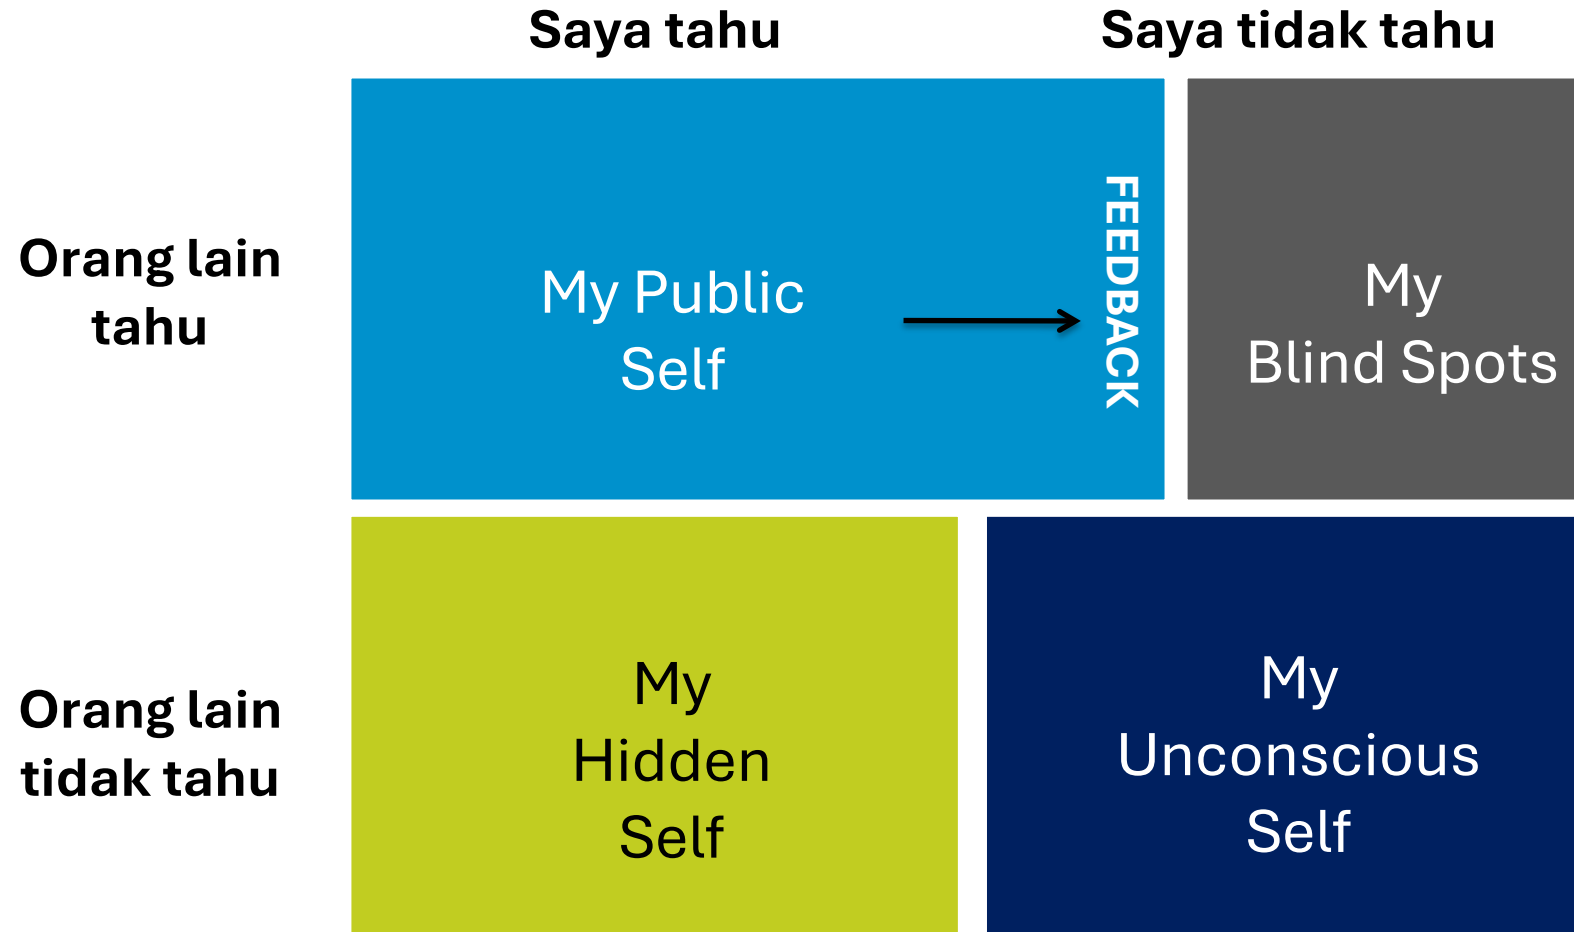 Saya tahu
Saya tidak tahu
Orang lain
tahu
My Public
Self
FEEDBACK
My
Blind Spots
Orang lain
tidak tahu
My
Hidden
Self
My
Unconscious
Self